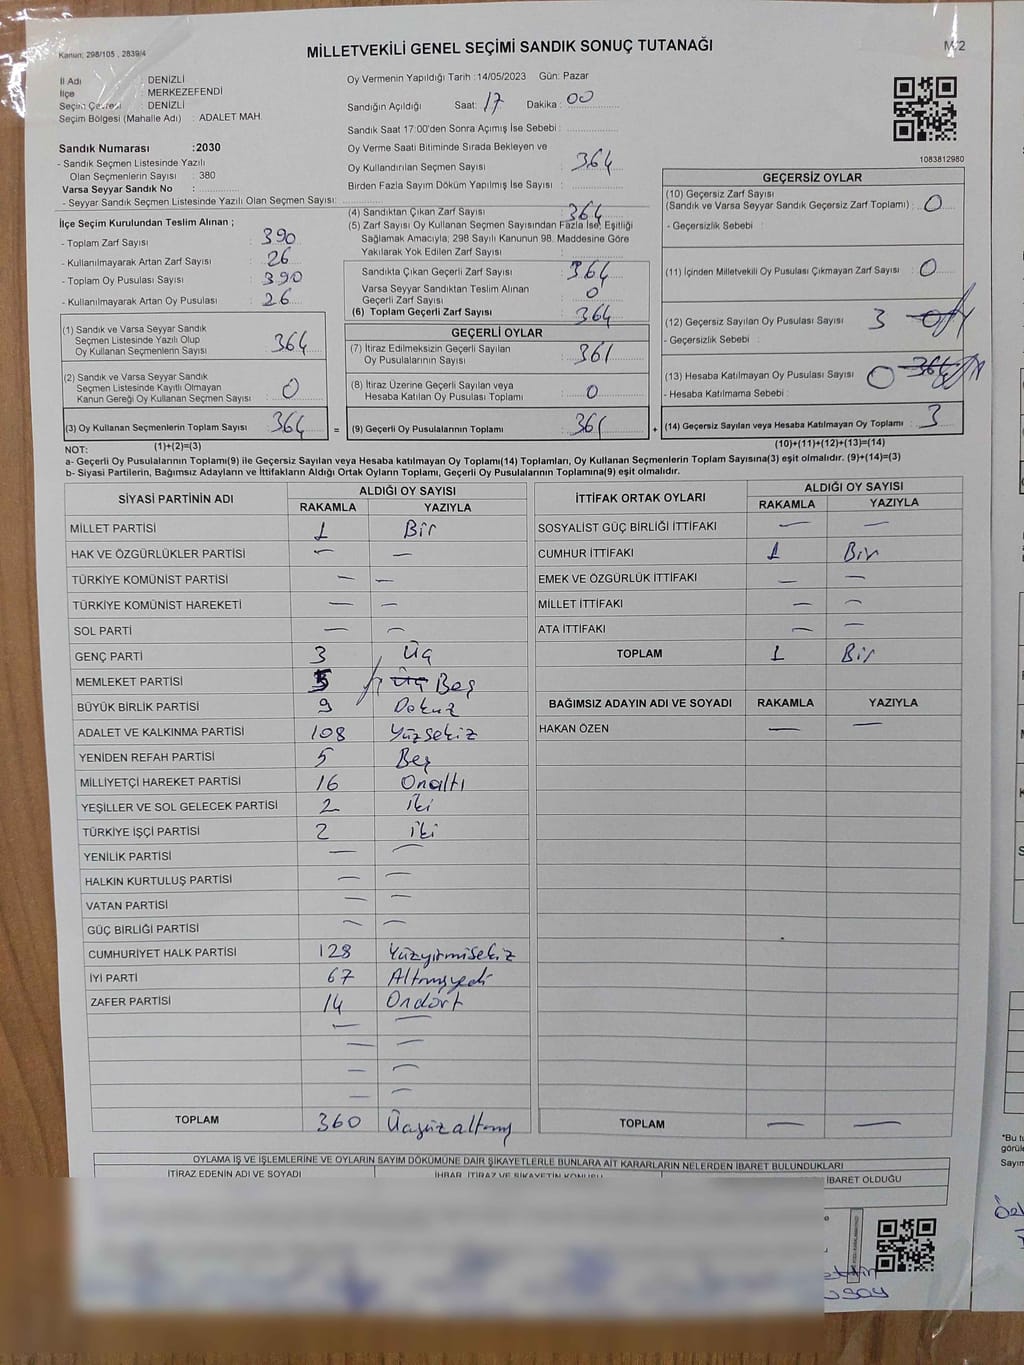 Kanun: 298/105 , 2839/4
MİLLETVEKİLİ GENEL SEÇİMİ SANDIK SONUÇ TUTANAĞI
İl Adı : DENİZLİ
İlçe : MERKEZEFENDİ
Seçim Çevresi : DENİZLİ
Seçim Bölgesi (Mahalle Adı) : ADALET MAH.
Oy Vermenin Yapıldığı Tarih :14/05/2023 Gün: Pazar
Sandığın Açıldığı Saat: 17 Dakika : 00
Sandık Saat 17:00'den Sonra Açımış İse Sebebi :
Sandık Numarası :2030
- Sandık Seçmen Listesinde Yazılı
Olan Seçmenlerin Sayısı : 380
Varsa Seyyar Sandık No :
- Seyyar Sandık Seçmen Listesinde Yazılı Olan Seçmen Sayısı:
Oy Verme Saati Bitiminde Sırada Bekleyen ve
Oy Kullandırılan Seçmen Sayısı : 364
Birden Fazla Sayım Döküm Yapılmış İse Sayısı :
1083812980
İlçe Seçim Kurulundan Teslim Alınan ;
- Toplam Zarf Sayısı : 390
- Kullanılmayarak Artan Zarf Sayısı : 26
- Toplam Oy Pusulası : 390
- Kullanılmayarak Artan Oy Pusulası : 26
(4) Sandıktan Çıkan Zarf Sayısı : 364
(5) Zarf Sayısı Oy Kullanan Seçmen Sayısından Fazla İse, Eşitliği
Sağlamak Amacıyla; 298 Sayılı Kanunun 98. Maddesine Göre
Yakılarak Yok Edilen Zarf Sayısı :
Sandıkta Çıkan Geçerli Zarf Sayısı : 364
Varsa Seyyar Sandıktan Teslim Alınan
Geçerli Zarf Sayısı : 0
(6) Toplam Geçerli Zarf Sayısı : 364
GEÇERSİZ OYLAR
(10) Geçersiz Zarf Sayısı
(Sandık ve Varsa Seyyar Sandık Geçersiz Zarf Toplamı) : 0
- Geçersizlik Sebebi :
(11) İçinden Milletvekili Oy Pusulası Çıkmayan Zarf Sayısı : 0
(12) Geçersiz Sayılan Oy Pusulası Sayısı : 3
- Geçersizlik Sebebi :
(13) Hesaba Katılmayan Oy Pusulası Sayısı : 0 364
- Hesaba Katılmama Sebebi :
(14) Geçersiz Sayılan veya Hesaba Katılmayan Oy Toplamı : 3
(10)+(11)+(12)+(13)=(14)
(1) Sandık ve Varsa Seyyar Sandık
Seçmen Listesinde Yazılı Olup
Oy Kullanan Seçmenlerin Sayısı : 364
(2) Sandık ve Varsa Seyyar Sandık
Seçmen Listesinde Kayıtlı Olmayan
Kanun Gereği Oy Kullanan Seçmen Sayısı : 0
(3) Oy Kullanan Seçmenlerin Toplam Sayısı : 364 =
(1)+(2)=(3)
GEÇERLİ OYLAR
(7) İtiraz Edilmeksizin Geçerli Sayılan
Oy Pusulalarının Sayısı : 361
(8) İtiraz Üzerine Geçerli Sayılan veya
Hesaba Katılan Oy Pusulası Toplamı : 0
(9) Geçerli Oy Pusulalarının Toplamı : 361 +
NOT:
a- Geçerli Oy Pusulalarının Toplamı(9) ile Geçersiz Sayılan veya Hesaba katılmayan Oy Toplamı(14) Toplamları, Oy Kullanan Seçmenlerin Toplam Sayısına(3) eşit olmalıdır. (9)+(14)=(3)
b- Siyasi Partilerin, Bağımsız Adayların ve İttifakların Aldığı Ortak Oyların Toplamı, Geçerli Oy Pusulalarının Toplamına(9) eşit olmalıdır.
SİYASİ PARTİNİN ADI ALDIĞI OY SAYISI
RAKAMLA YAZIYLA
MİLLET PARTİSİ 1 Bir
HAK VE ÖZGÜRLÜKLER PARTİSİ — —
TÜRKİYE KOMÜNİST PARTİSİ — —
TÜRKİYE KOMÜNİST HAREKETİ — —
SOL PARTİ — —
GENÇ PARTİ 3 Üç
MEMLEKET PARTİSİ 5 Üç Beş
BÜYÜK BİRLİK PARTİSİ 9 Dokuz
ADALET VE KALKINMA PARTİSİ 108 Yüzsekiz
YENİDEN REFAH PARTİSİ 5 Beş
MİLLİYETÇİ HAREKET PARTİSİ 16 Onaltı
YEŞİLLER VE SOL GELECEK PARTİSİ 2 iki
TÜRKİYE İŞÇİ PARTİSİ 2 iki
YENİLİK PARTİSİ — —
HALKIN KURTULUŞ PARTİSİ — —
VATAN PARTİSİ — —
GÜÇ BİRLİĞİ PARTİSİ — —
CUMHURİYET HALK PARTİSİ 128 Yüzyirmisekiz
İYİ PARTİ 67 Altmışyedi
ZAFER PARTİSİ 14 Ondört
— —
— —
— —
— —
TOPLAM 360 Üçyüzaltmış
İTTİFAK ORTAK OYLARI ALDIĞI OY SAYISI
RAKAMLA YAZIYLA
SOSYALİST GÜÇ BİRLİĞİ İTTİFAKI — —
CUMHUR İTTİFAKI 1 Bir
EMEK VE ÖZGÜRLÜK İTTİFAKI — —
MİLLET İTTİFAKI — —
ATA İTTİFAKI — —
TOPLAM 1 Bir
BAĞIMSIZ ADAYIN ADI VE SOYADI RAKAMLA YAZIYLA
HAKAN ÖZEN — —
TOPLAM — —
OYLAMA İŞ VE İŞLEMLERİNE VE OYLARIN SAYIM DÖKÜMÜNE DAİR ŞİKAYETLERLE BUNLARA AİT KARARLARIN NELERDEN İBARET BULUNDUKLARI
İTİRAZ EDENİN ADI VE SOYADI İHBAR, İTİRAZ VE ŞİKAYETİN KONUSU İBARET OLDUĞU